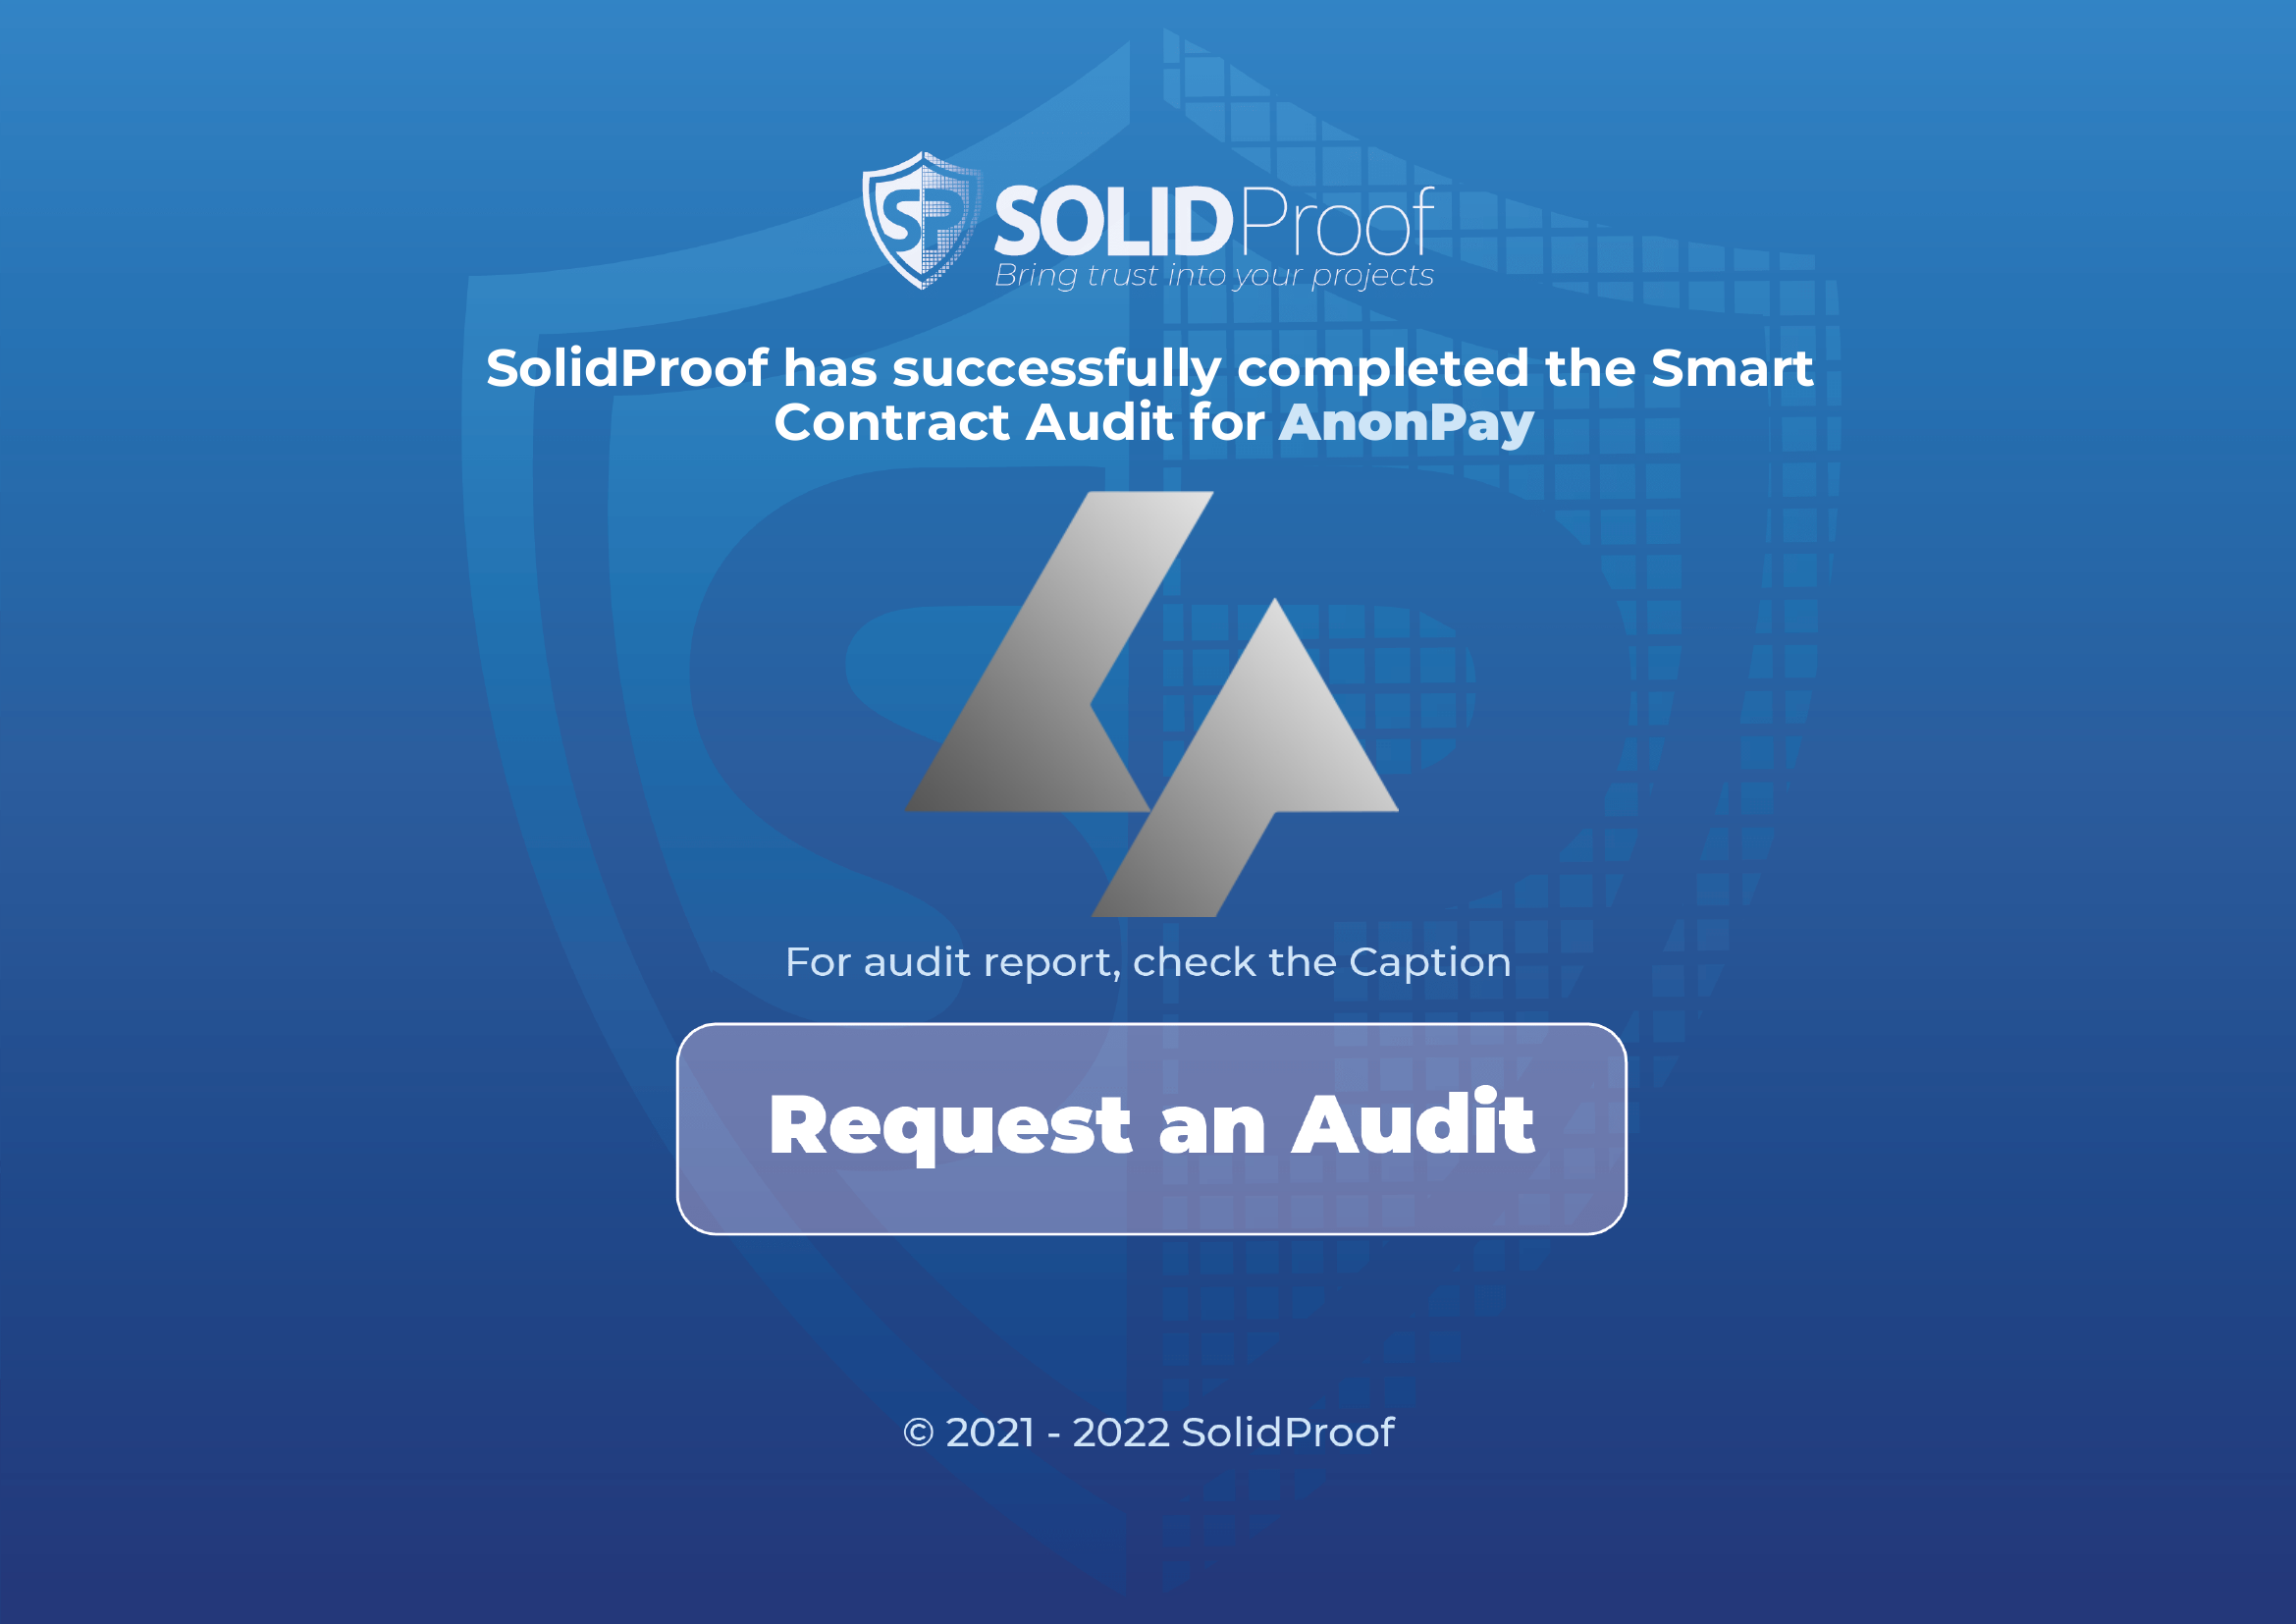 SP SOLIDProof
Bring trust into your projects
SolidProof has successfully completed the Smart
Contract Audit for AnonPay
For audit report, check the Caption
Request an Audit
© 2021 - 2022 SolidProof